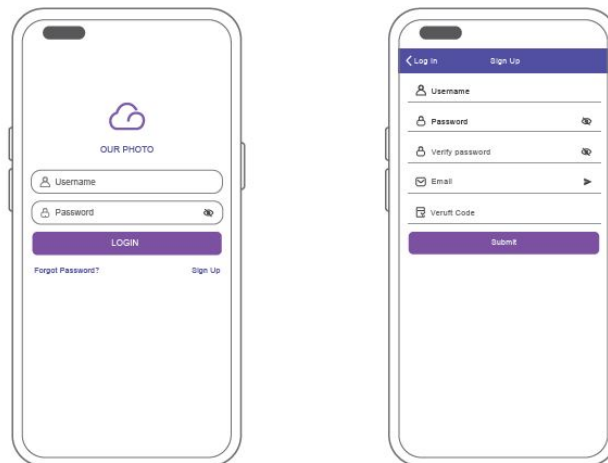 OUR PHOTO
Username
Password
LOGIN
Forgot Password?
Sign Up
Log In
Sign Up
Username
Password
Verify password
Email
Veruft Code
Submit